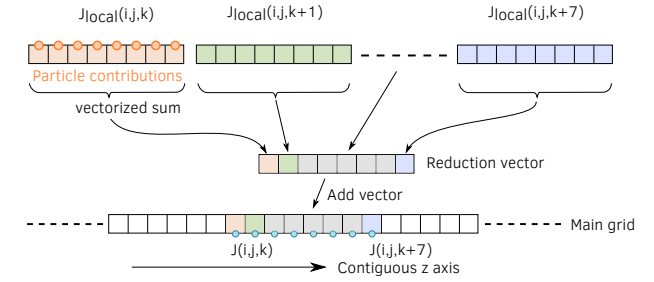 Jlocal(i,j,k)
Jlocal(i,j,k+1)
Jlocal(i,j,k+7)
Particle contributions
vectorized sum
Reduction vector
Add vector
Main grid
J(i,j,k)
J(i,j,k+7)
Contiguous z axis